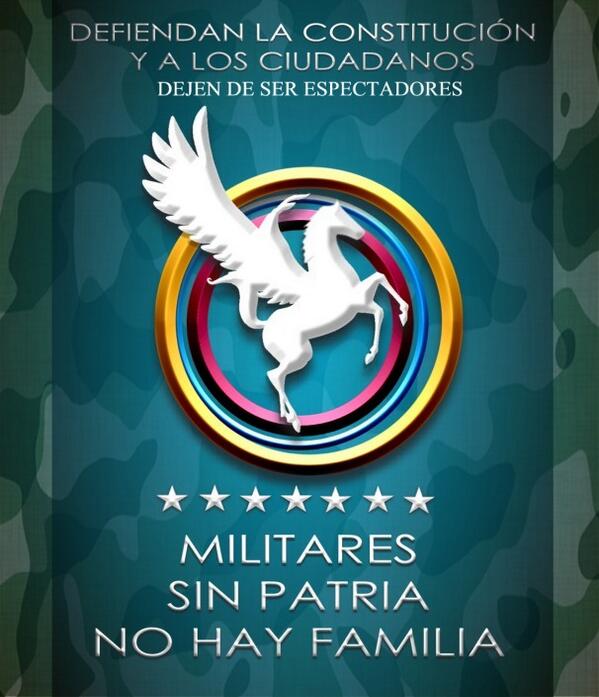 DEFIENDAN LA CONSTITUCIÓN
Y A LOS CIUDADANOS
DEJEN DE SER ESPECTADORES
MILITARES
SIN PATRIA
NO HAY FAMILIA